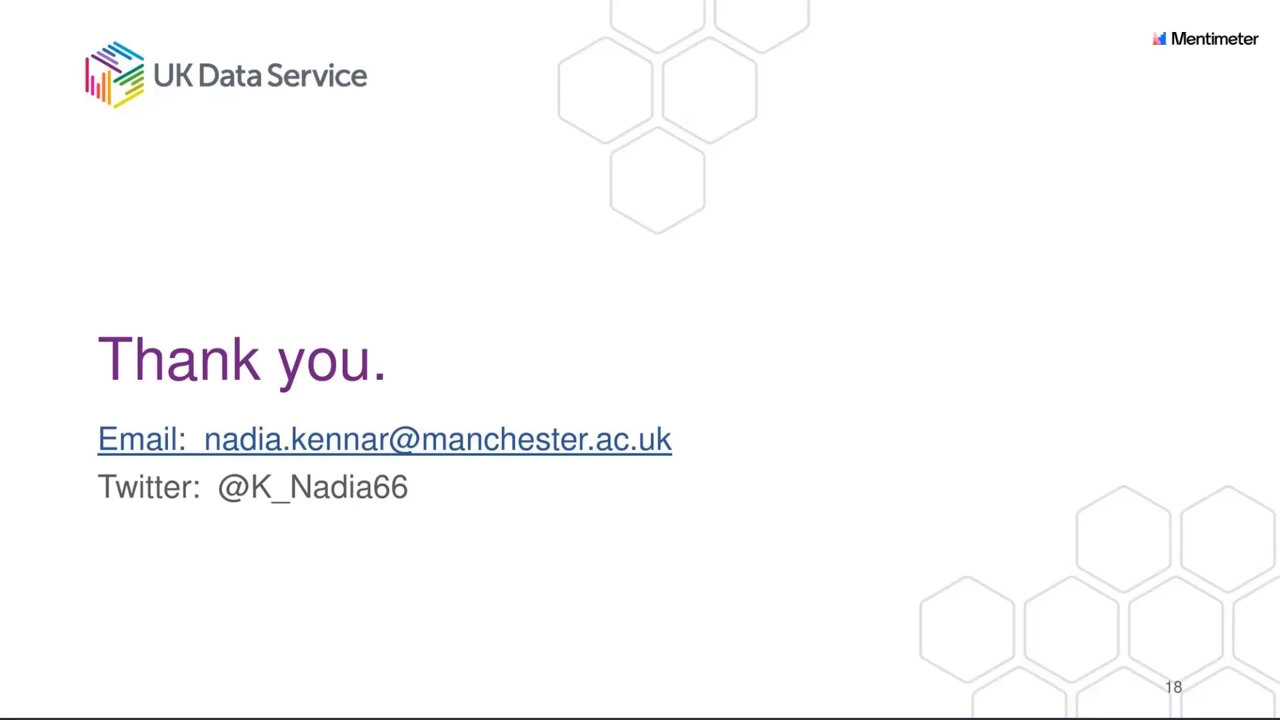 UK Data Service
Mentimeter
Thank you.
Email: nadia.kennar@manchester.ac.uk
Twitter: @K_Nadia66
18